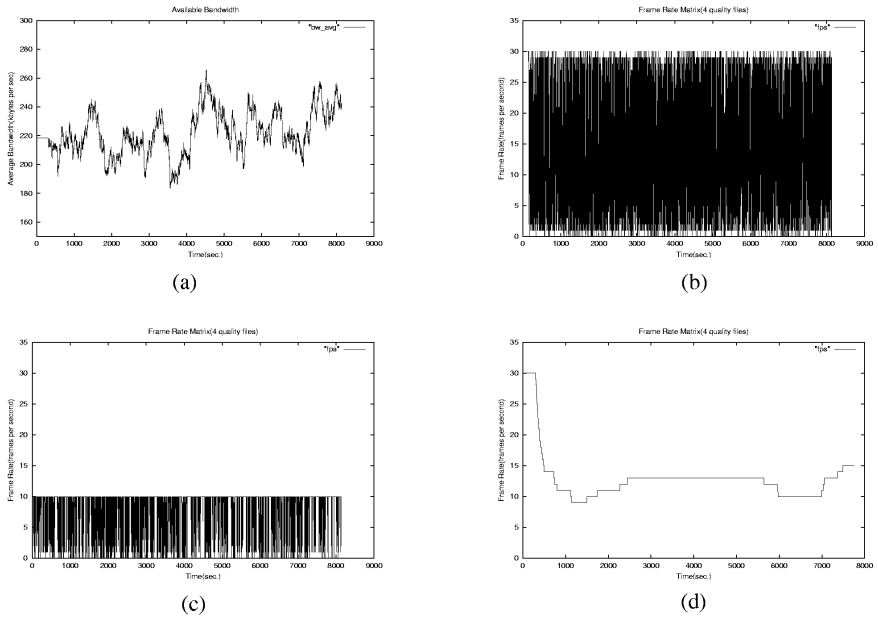 Available Bandwidth
300
280
260
240
220
200
180
160
Average Bandwidth(kbytes per sec)
"bw_avg"
0 1000 2000 3000 4000 5000 6000 7000 8000 9000
Time(sec.)
(a)
Frame Rate Matrix(4 quality files)
35
30
25
20
15
10
5
0
Frame Rate(frames per second)
"fps"
0 1000 2000 3000 4000 5000 6000 7000 8000 9000
Time(sec.)
(b)
Frame Rate Matrix(4 quality files)
35
30
25
20
15
10
5
0
Frame Rate(frames per second)
"fps"
0 1000 2000 3000 4000 5000 6000 7000 8000 9000
Time(sec.)
(c)
Frame Rate Matrix(4 quality files)
35
30
25
20
15
10
5
0
Frame Rate(frames per second)
"fps"
0 1000 2000 3000 4000 5000 6000 7000 8000
Time(sec.)
(d)